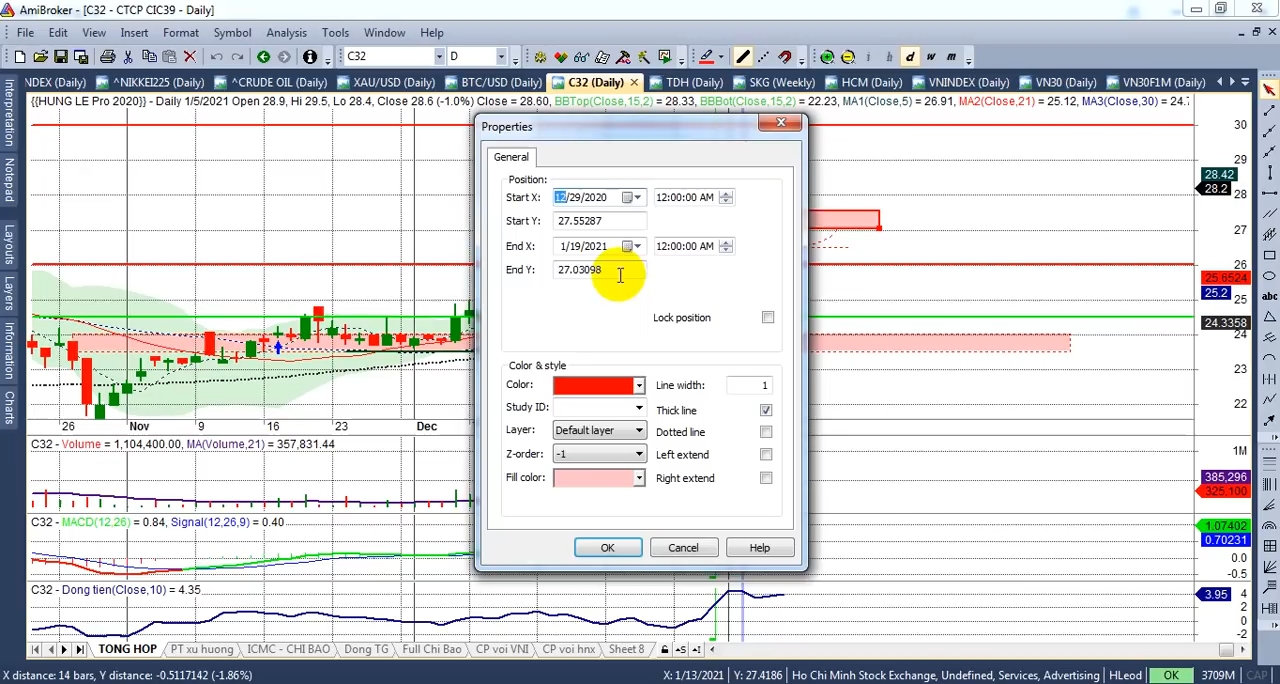 AmiBroker - [C32 - CTCP CIC39 - Daily]
File Edit View Insert Format Symbol Analysis Tools Window Help
C32 D d w m
NDEX (Daily) ^NIKKEI225 (Daily) ^CRUDE OIL (Daily) XAU/USD (Daily) BTC/USD (Daily) C32 (Daily) TDH (Daily) SKG (Weekly) HCM (Daily) VNINDEX (Daily) VN30 (Daily) VN30F1M (Daily)
{{HUNG LE Pro 2020}} - Daily 1/5/2021 Open 28.9, Hi 29.5, Lo 28.4, Close 28.6 (-1.0%) Close = 28.60, BBTop(Close,15,2) = 28.33, BBBot(Close,15,2) = 22.23, MA1(Close,5) = 26.91, MA2(Close,21) = 25.12, MA3(Close,30) = 24.7
Interpretation
Notepad
Layouts
Layers
Information
Charts
Properties
General
Position:
Start X: 12/29/2020 12:00:00 AM
Start Y: 27.55287
End X: 1/19/2021 12:00:00 AM
End Y: 27.03098
Lock position
Color & style
Color: Line width: 1
Study ID: Thick line
Layer: Default layer Dotted line
Z-order: -1 Left extend
Fill color: Right extend
OK Cancel Help
30
29
28.42
28.2
28
27
26
25.6524
25.2
25
24.3358
24
23
22
abc
26 Nov 9 16 23 Dec
C32 - Volume = 1,104,400.00, MA(Volume,21) = 357,831.44
1M
385,296
325,100
C32 - MACD(12,26) = 0.84, Signal(12,26,9) = 0.40
1.07402
0.70231
0.0
-0.5
C32 - Dong tien(Close,10) = 4.35
3.95
4
2
0
-2
TONG HOP PT xu huong ICMC - CHI BAO Dong TG Full Chi Bao CP voi VNI CP voi hnx Sheet 8
X distance: 14 bars, Y distance: -0.5117142 (-1.86%) X: 1/13/2021 Y: 27.4186 Ho Chi Minh Stock Exchange, Undefined, Services, Advertising HLeod OK 3709M CAP